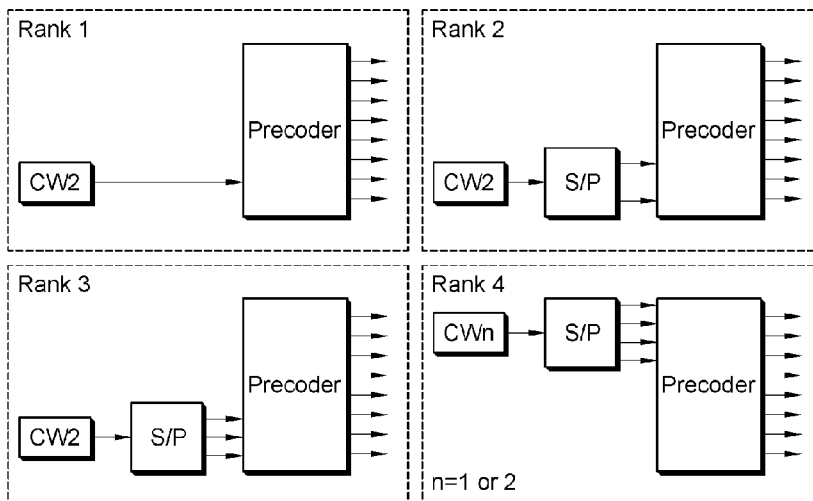 Rank 1
Precoder
CW2
Rank 2
Precoder
CW2
S/P
Rank 3
Precoder
CW2
S/P
Rank 4
CWn
S/P
Precoder
n=1 or 2